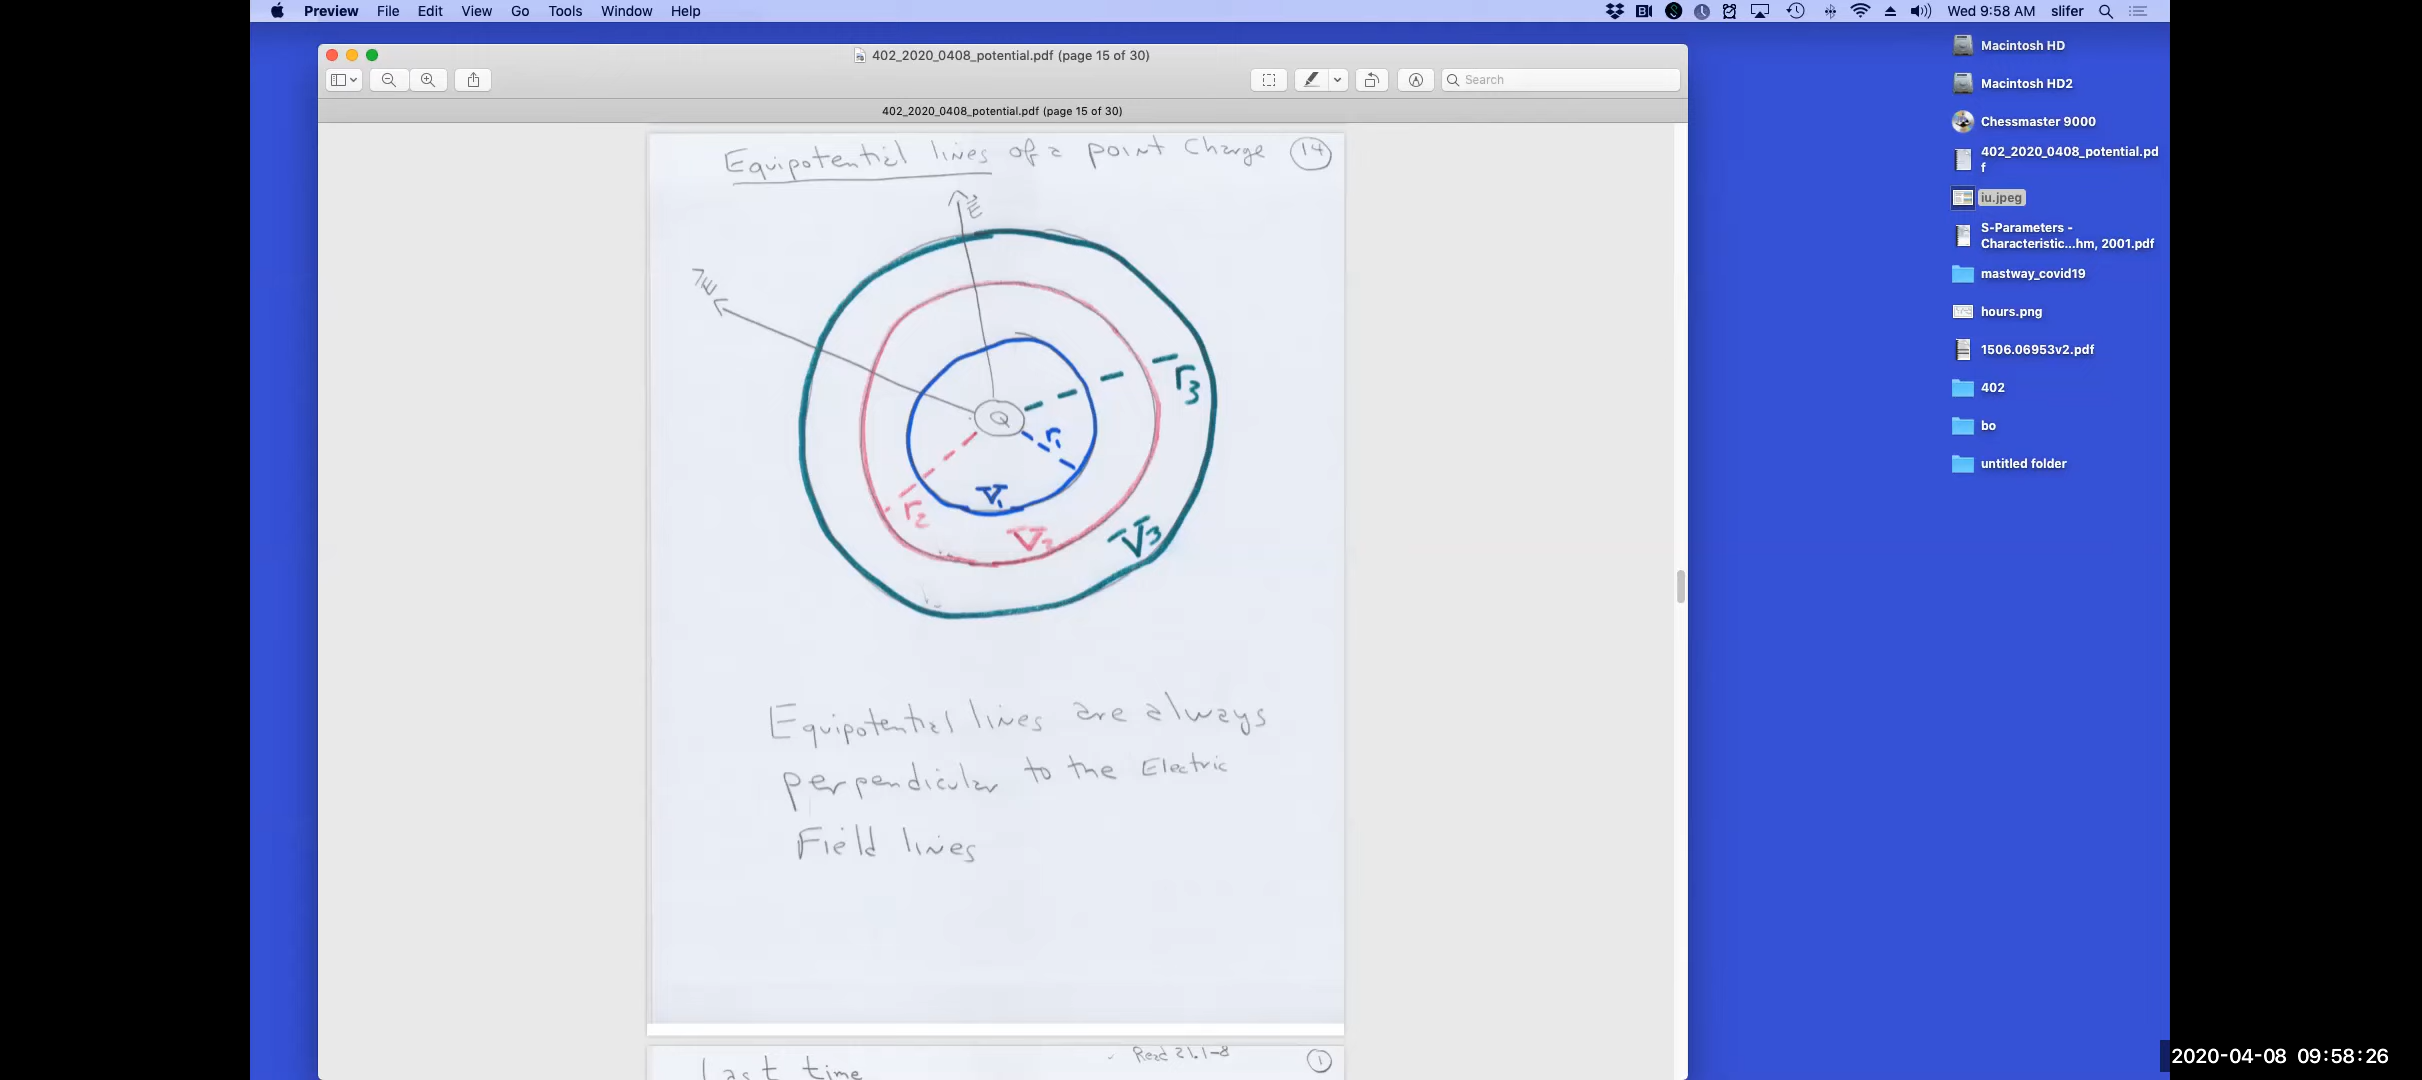 Preview File Edit View Go Tools Window Help
Wed 9:58 AM slifer
402_2020_0408_potential.pdf (page 15 of 30)
Search
402_2020_0408_potential.pdf (page 15 of 30)
Equipotential lines of a point Charge 14
E
E
Q
r3
r1
r2
V1
V2
V3
Equipotential lines are always
perpendicular to the Electric
Field lines
Read 21.1-8
1
Last time
Macintosh HD
Macintosh HD2
Chessmaster 9000
402_2020_0408_potential.pd
f
iu.jpeg
S-Parameters -
Characteristic...hm, 2001.pdf
mastway_covid19
hours.png
1506.06953v2.pdf
402
bo
untitled folder
2020-04-08 09:58:26